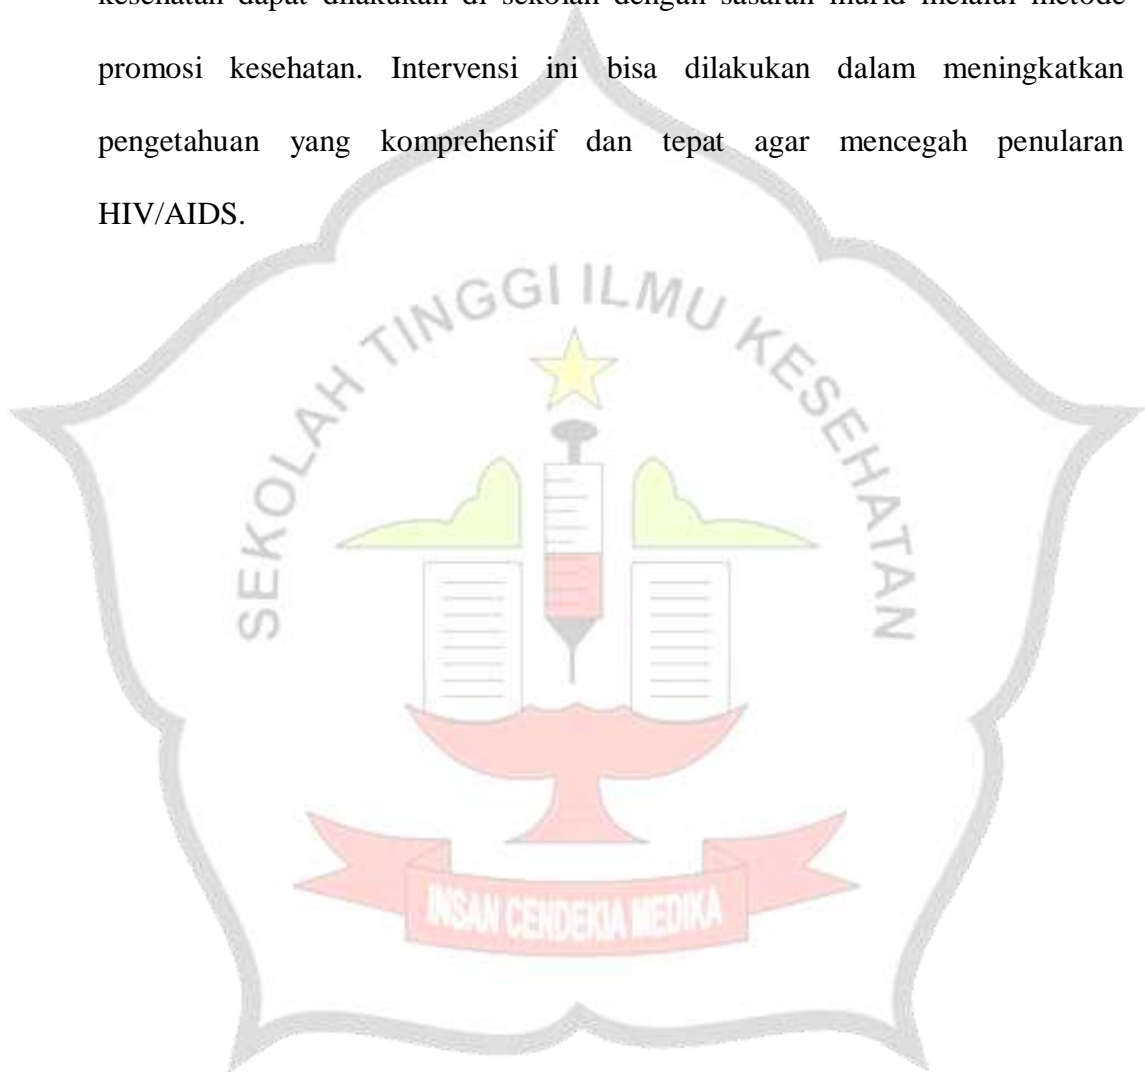 kesehatan dapat dilakukan di sekolah dengan sasaran murid melalui metode
promosi kesehatan. Intervensi ini bisa dilakukan dalam meningkatkan
pengetahuan yang komprehensif dan tepat agar mencegah penularan
HIV/AIDS.
SEKOLAH TINGGI ILMU KESEHATAN
INSAN CENDEKIA MEDIKA